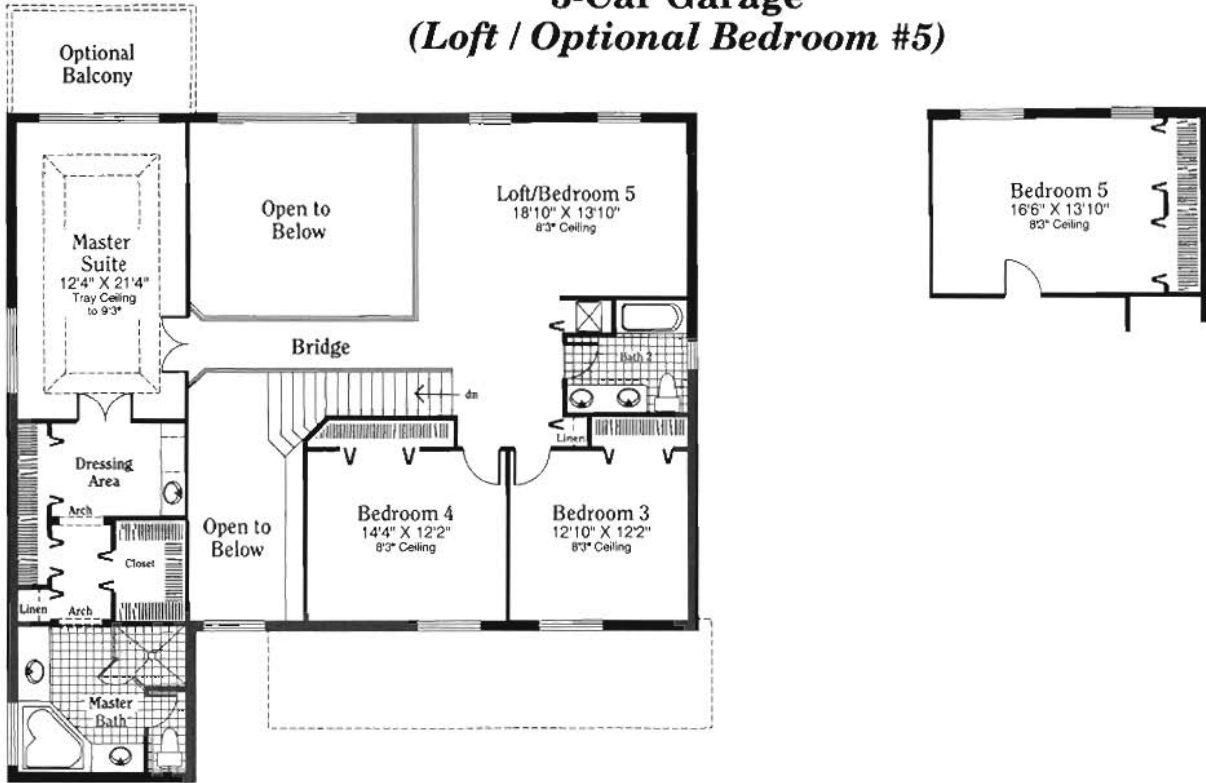 3-Car Garage
(Loft / Optional Bedroom #5)
Optional
Balcony
Master
Suite
12'4" X 21'4"
Tray Ceiling
to 9'3"
Open to
Below
Loft/Bedroom 5
18'10" X 13'10"
8'3" Ceiling
Bedroom 5
16'6" X 13'10"
8'3" Ceiling
Bridge
Bath 2
dn
Linen
Dressing
Area
Arch
Closet
Linen
Arch
Open to
Below
Bedroom 4
14'4" X 12'2"
8'3" Ceiling
Bedroom 3
12'10" X 12'2"
8'3" Ceiling
Master
Bath